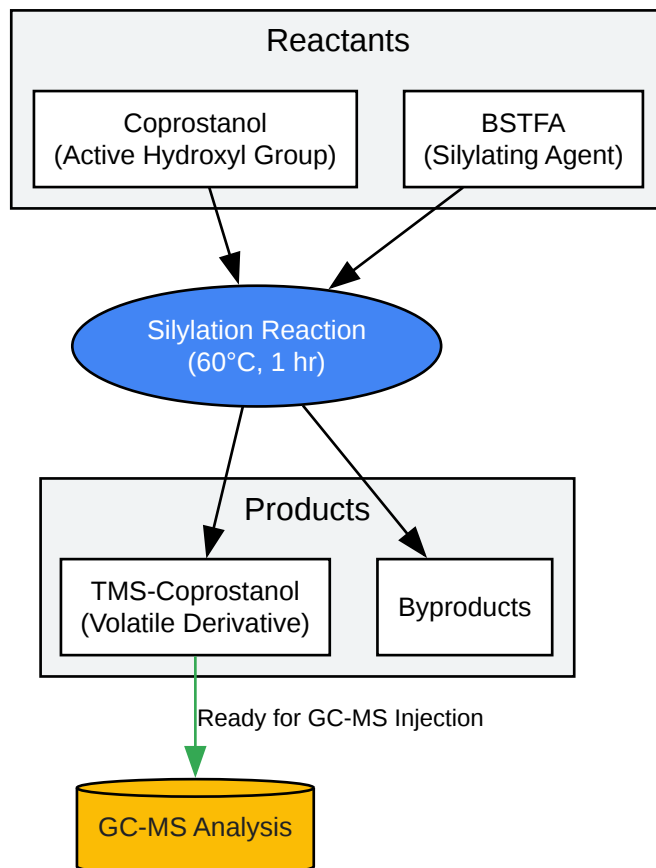 Reactants
Coprostanol
(Active Hydroxyl Group)
BSTFA
(Silylating Agent)
Silylation Reaction
(60°C, 1 hr)
Products
TMS-Coprostanol
(Volatile Derivative)
Byproducts
Ready for GC-MS Injection
GC-MS Analysis